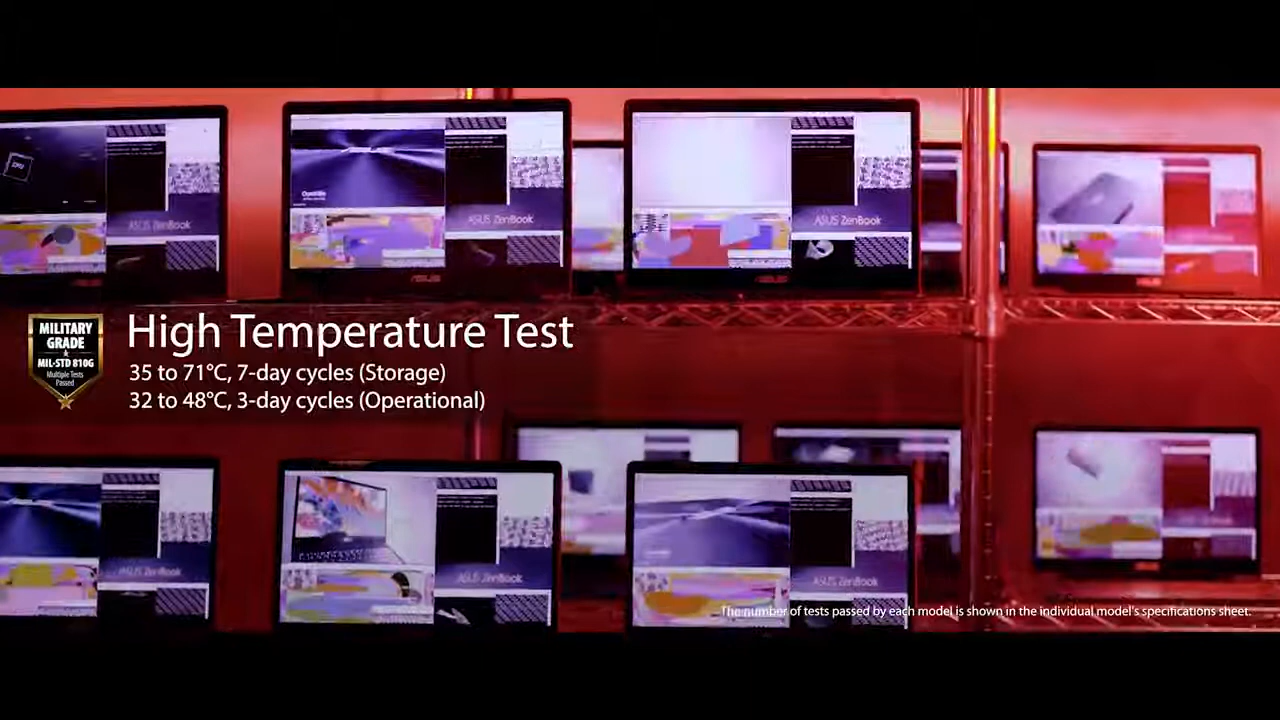 ASUS ZenBook
ASUS ZenBook
ASUS ZenBook
ASUS
MILITARY
GRADE
MIL-STD 810G
Multiple Tests
Passed
High Temperature Test
35 to 71°C, 7-day cycles (Storage)
32 to 48°C, 3-day cycles (Operational)
ASUS ZenBook
ASUS ZenBook
ASUS ZenBook
The number of tests passed by each model is shown in the individual model's specifications sheet.